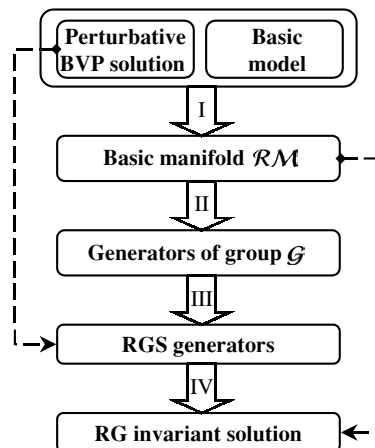 Perturbative
BVP solution
Basic
model
I
Basic manifold ℛℳ
II
Generators of group 𝒢
III
RGS generators
IV
RG invariant solution